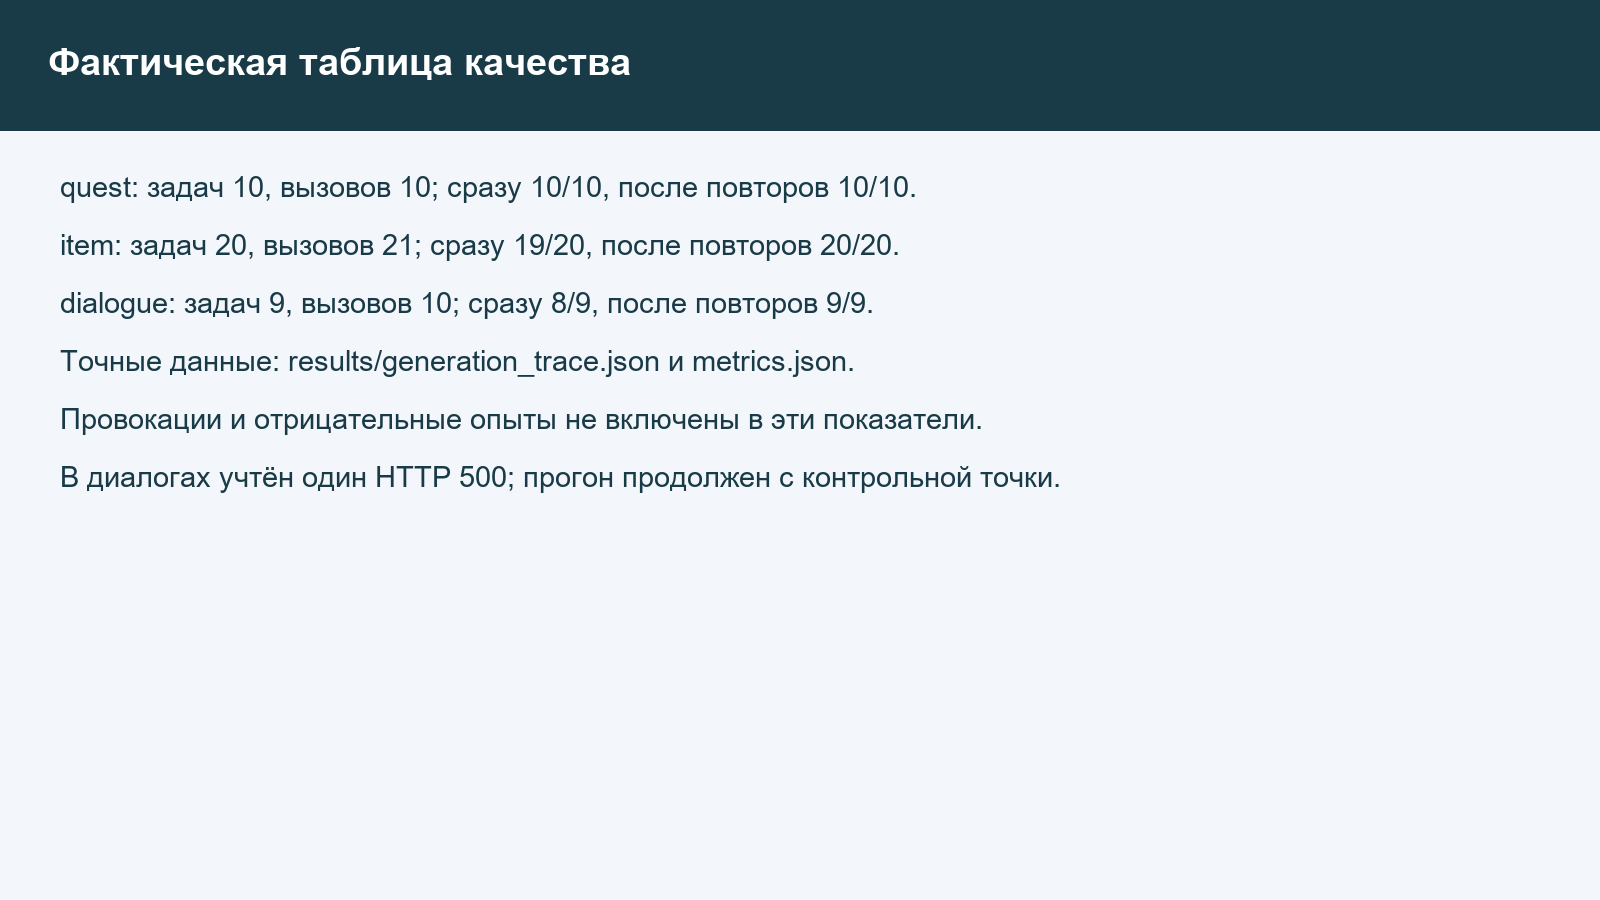 Фактическая таблица качества
quest: задач 10, вызовов 10; сразу 10/10, после повторов 10/10.
item: задач 20, вызовов 21; сразу 19/20, после повторов 20/20.
dialogue: задач 9, вызовов 10; сразу 8/9, после повторов 9/9.
Точные данные: results/generation_trace.json и metrics.json.
Провокации и отрицательные опыты не включены в эти показатели.
В диалогах учтён один HTTP 500; прогон продолжен с контрольной точки.